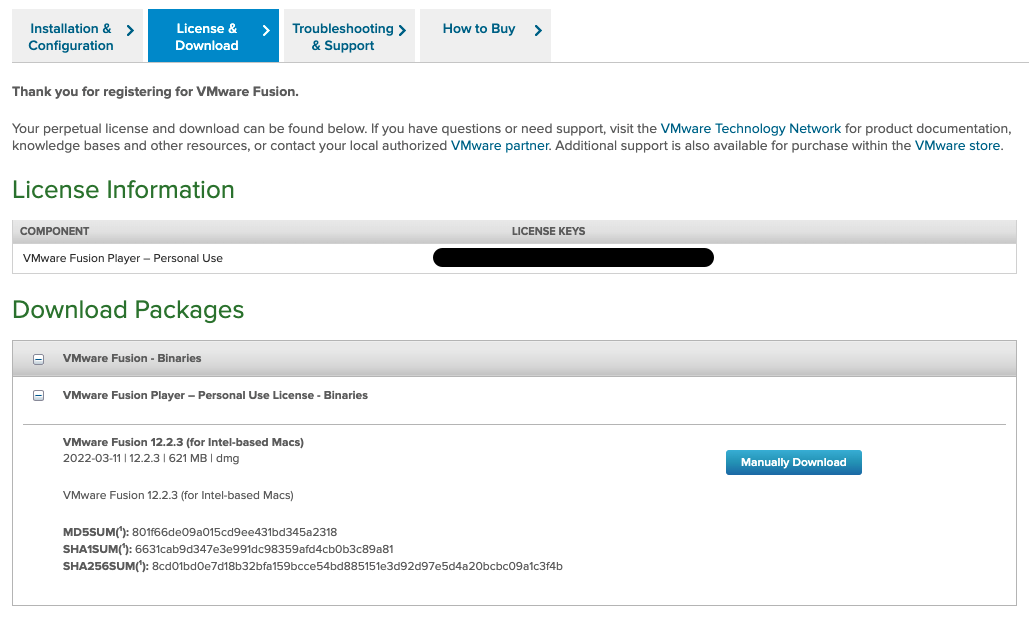 Installation & Configuration
License & Download
Troubleshooting & Support
How to Buy
Thank you for registering for VMware Fusion.
Your perpetual license and download can be found below. If you have questions or need support, visit the VMware Technology Network for product documentation,
knowledge bases and other resources, or contact your local authorized VMware partner. Additional support is also available for purchase within the VMware store.
License Information
COMPONENT LICENSE KEYS
VMware Fusion Player – Personal Use
Download Packages
VMware Fusion - Binaries
VMware Fusion Player – Personal Use License - Binaries
VMware Fusion 12.2.3 (for Intel-based Macs)
2022-03-11 | 12.2.3 | 621 MB | dmg
Manually Download
VMware Fusion 12.2.3 (for Intel-based Macs)
MD5SUM(¹): 801f66de09a015cd9ee431bd345a2318
SHA1SUM(¹): 6631cab9d347e3e991dc98359afd4cb0b3c89a81
SHA256SUM(¹): 8cd01bd0e7d18b32bfa159bcce54bd885151e3d92d97e5d4a20bcbc09a1c3f4b